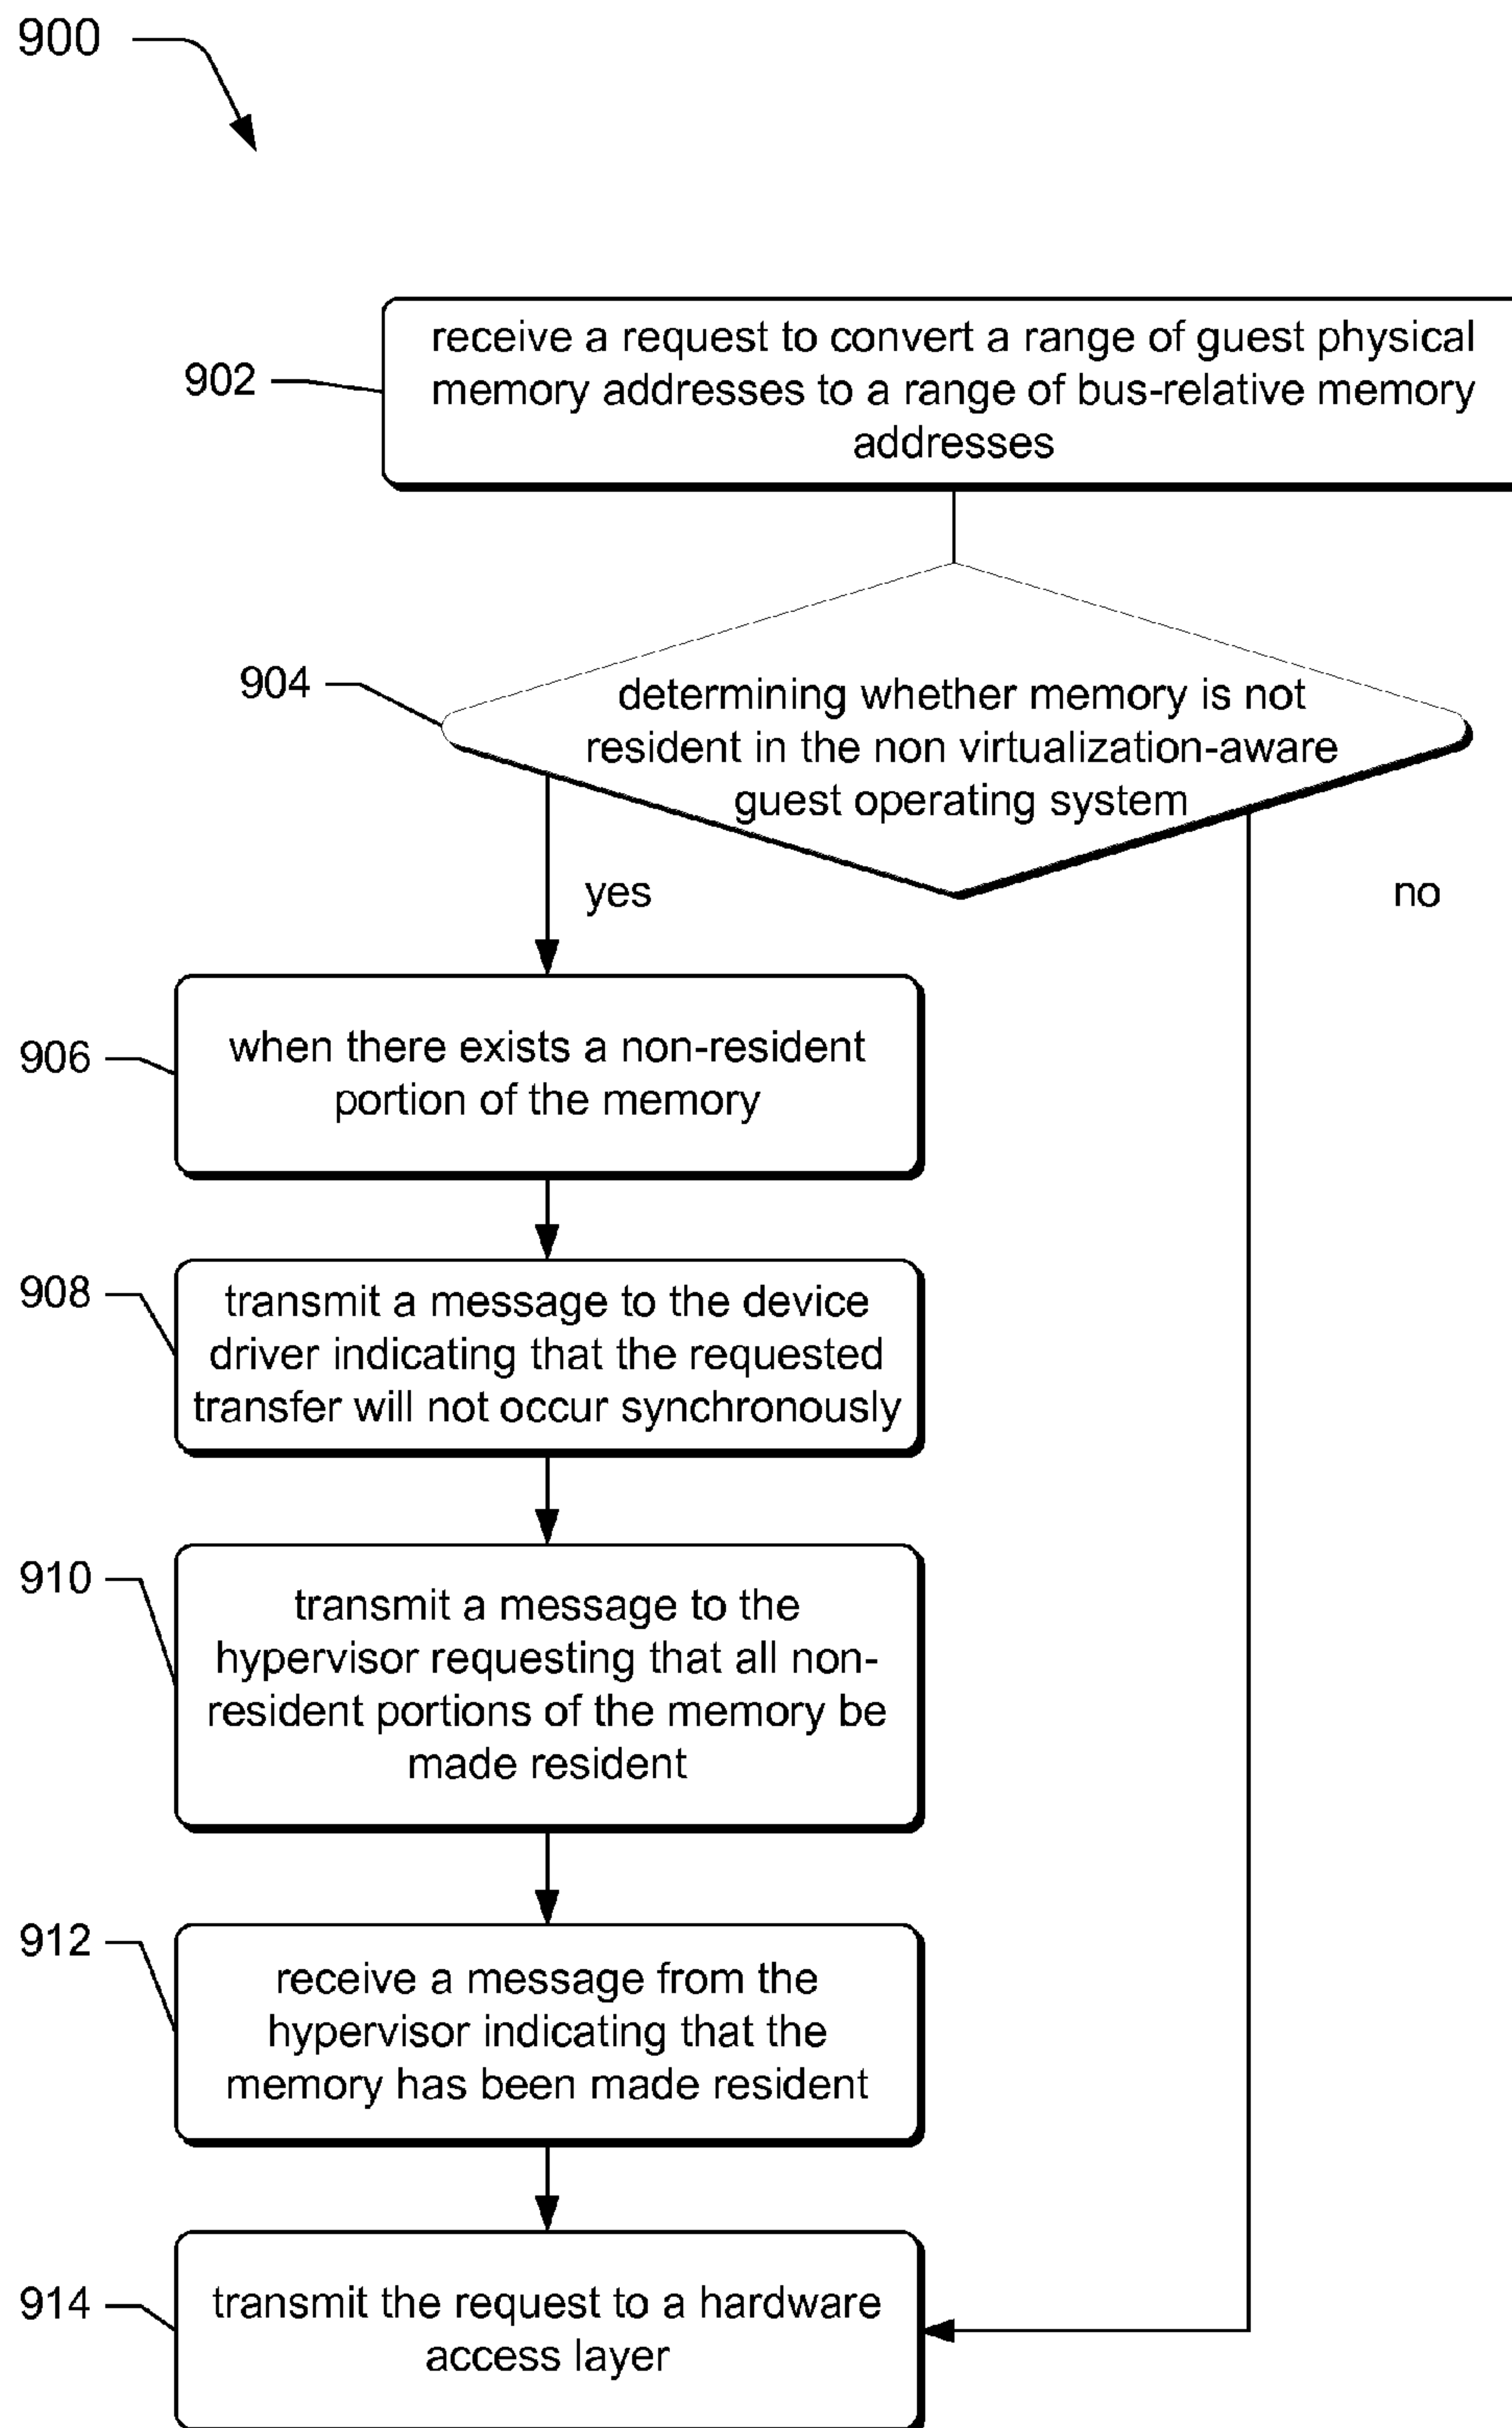 900
902
receive a request to convert a range of guest physical
memory addresses to a range of bus-relative memory
addresses
904
determining whether memory is not
resident in the non virtualization-aware
guest operating system
yes
no
906
when there exists a non-resident
portion of the memory
908
transmit a message to the device
driver indicating that the requested
transfer will not occur synchronously
910
transmit a message to the
hypervisor requesting that all non-
resident portions of the memory be
made resident
912
receive a message from the
hypervisor indicating that the
memory has been made resident
914
transmit the request to a hardware
access layer